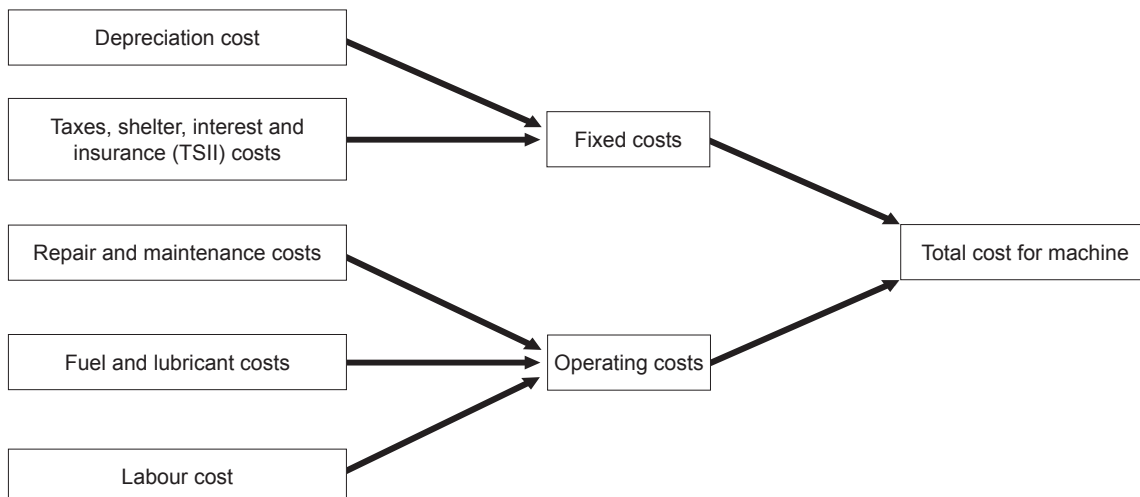 Depreciation cost
Taxes, shelter, interest and
insurance (TSII) costs
Fixed costs
Repair and maintenance costs
Total cost for machine
Fuel and lubricant costs
Operating costs
Labour cost